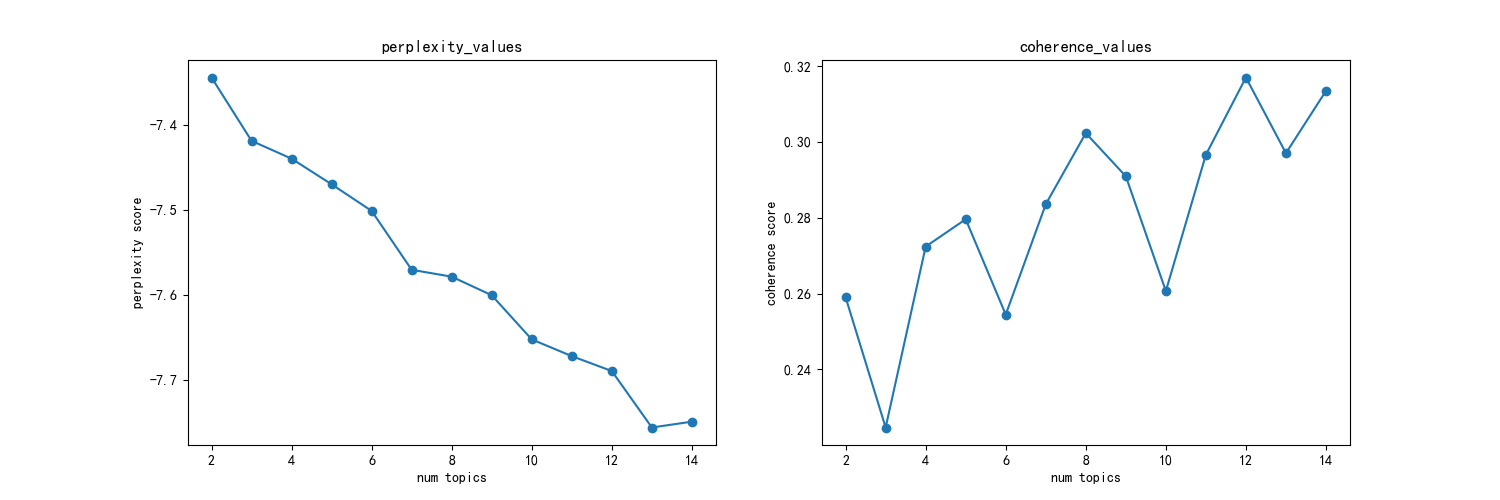 perplexity_values
-7.4
-7.5
-7.6
-7.7
perplexity score
2 4 6 8 10 12 14
num topics
coherence_values
0.32
0.30
0.28
0.26
0.24
coherence score
2 4 6 8 10 12 14
num topics